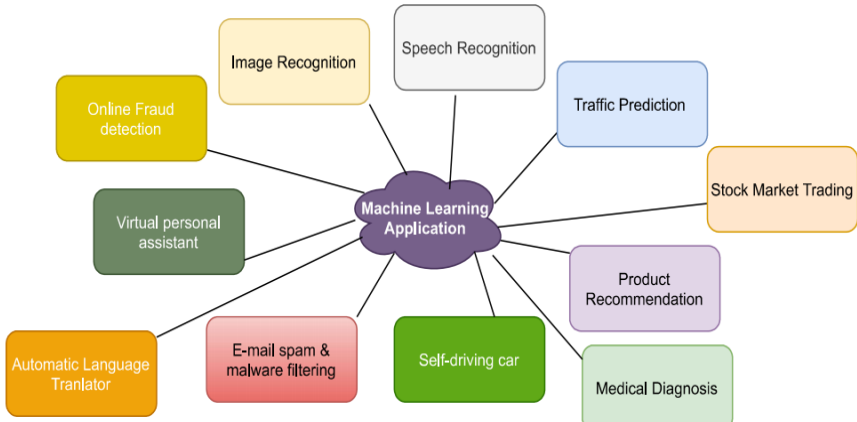 Speech Recognition
Image Recognition
Traffic Prediction
Online Fraud
detection
Stock Market Trading
Machine Learning
Application
Virtual personal
assistant
Product
Recommendation
Automatic Language
Tranlator
E-mail spam &
malware filtering
Self-driving car
Medical Diagnosis